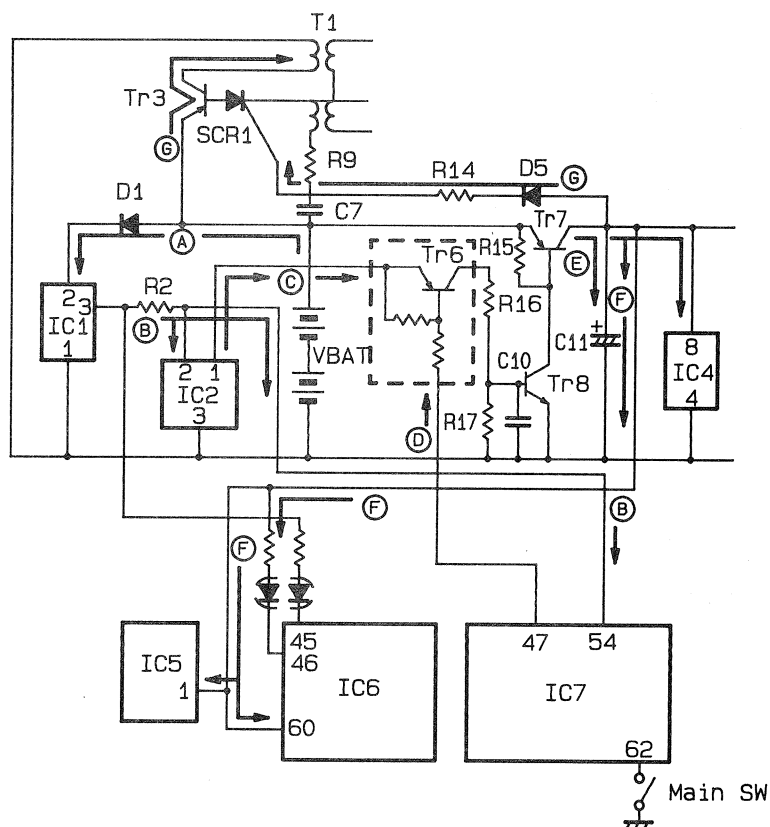 T1
Tr3
SCR1
G
R9
R14
D5
G
D1
C7
Tr7
A
R15
Tr6
E
R2
C
R16
F
2
3
IC1
1
B
C11
+
8
IC4
4
2 1
IC2
3
VBAT
C10
Tr8
R17
D
F
B
F
45
46
IC6
60
IC5
1
47 54
IC7
62
Main SW